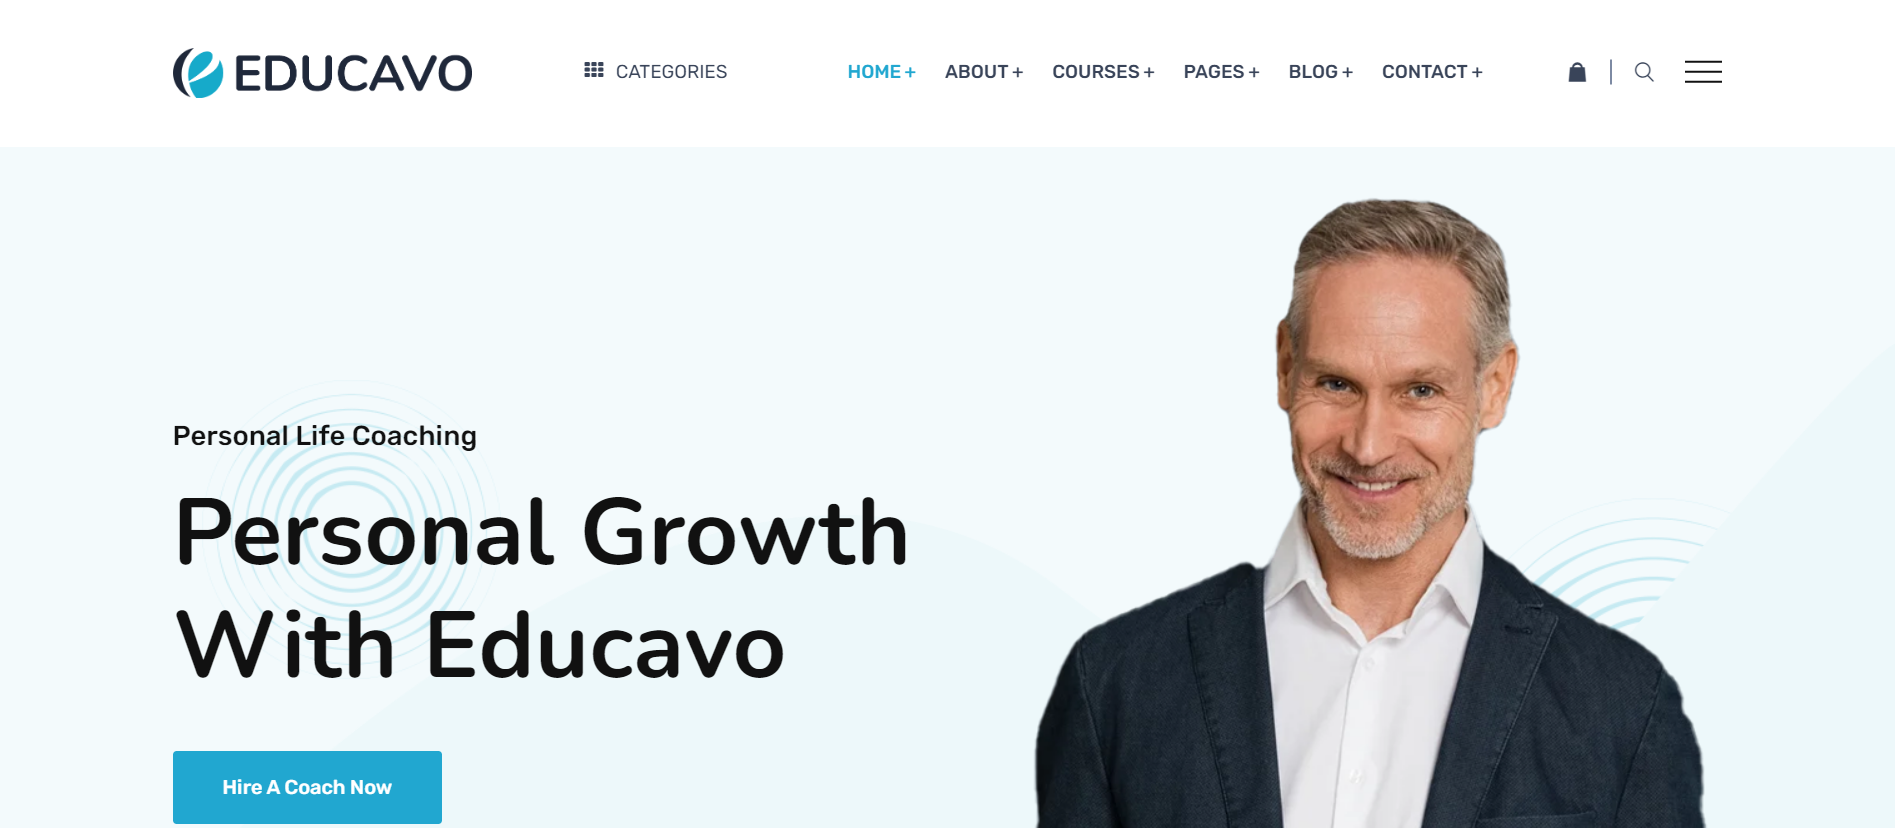 EDUCAVO
CATEGORIES
HOME +
ABOUT +
COURSES +
PAGES +
BLOG +
CONTACT +
Personal Life Coaching
Personal Growth
With Educavo
Hire A Coach Now